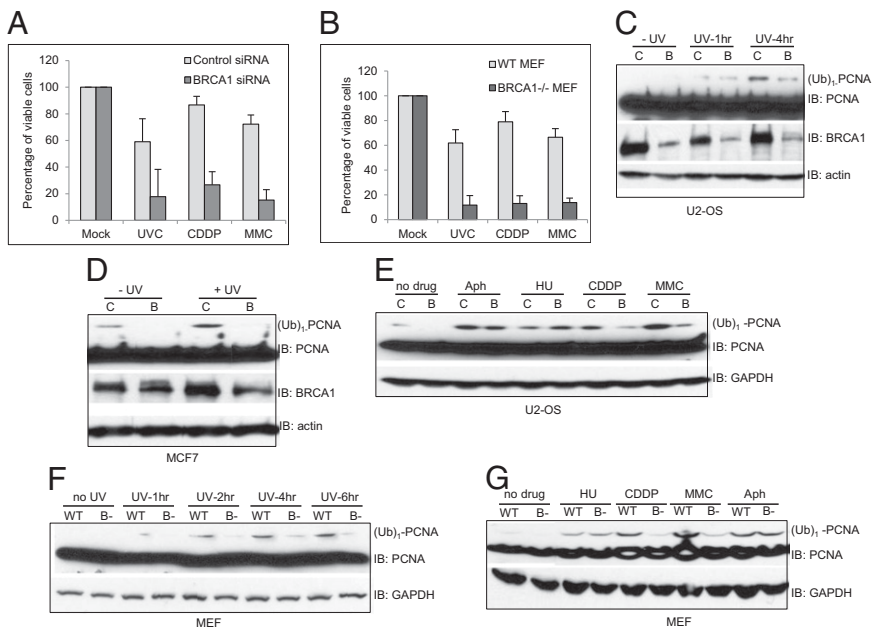 A
Control siRNA
BRCA1 siRNA
Percentage of viable cells
120
100
80
60
40
20
0
Mock UVC CDDP MMC
B
WT MEF
BRCA1-/- MEF
Percentage of viable cells
120
100
80
60
40
20
0
Mock UVC CDDP MMC
C
- UV UV-1hr UV-4hr
C B C B C B
(Ub)1-PCNA
IB: PCNA
IB: BRCA1
IB: actin
U2-OS
D
- UV + UV
C B C B
(Ub)1-PCNA
IB: PCNA
IB: BRCA1
IB: actin
MCF7
E
no drug Aph HU CDDP MMC
C B C B C B C B C B
(Ub)1 -PCNA
IB: PCNA
IB: GAPDH
U2-OS
F
no UV UV-1hr UV-2hr UV-4hr UV-6hr
WT B- WT B- WT B- WT B- WT B-
(Ub)1-PCNA
IB: PCNA
IB: GAPDH
MEF
G
no drug HU CDDP MMC Aph
WT B- WT B- WT B- WT B- WT B-
(Ub)1 -PCNA
IB: PCNA
IB: GAPDH
MEF